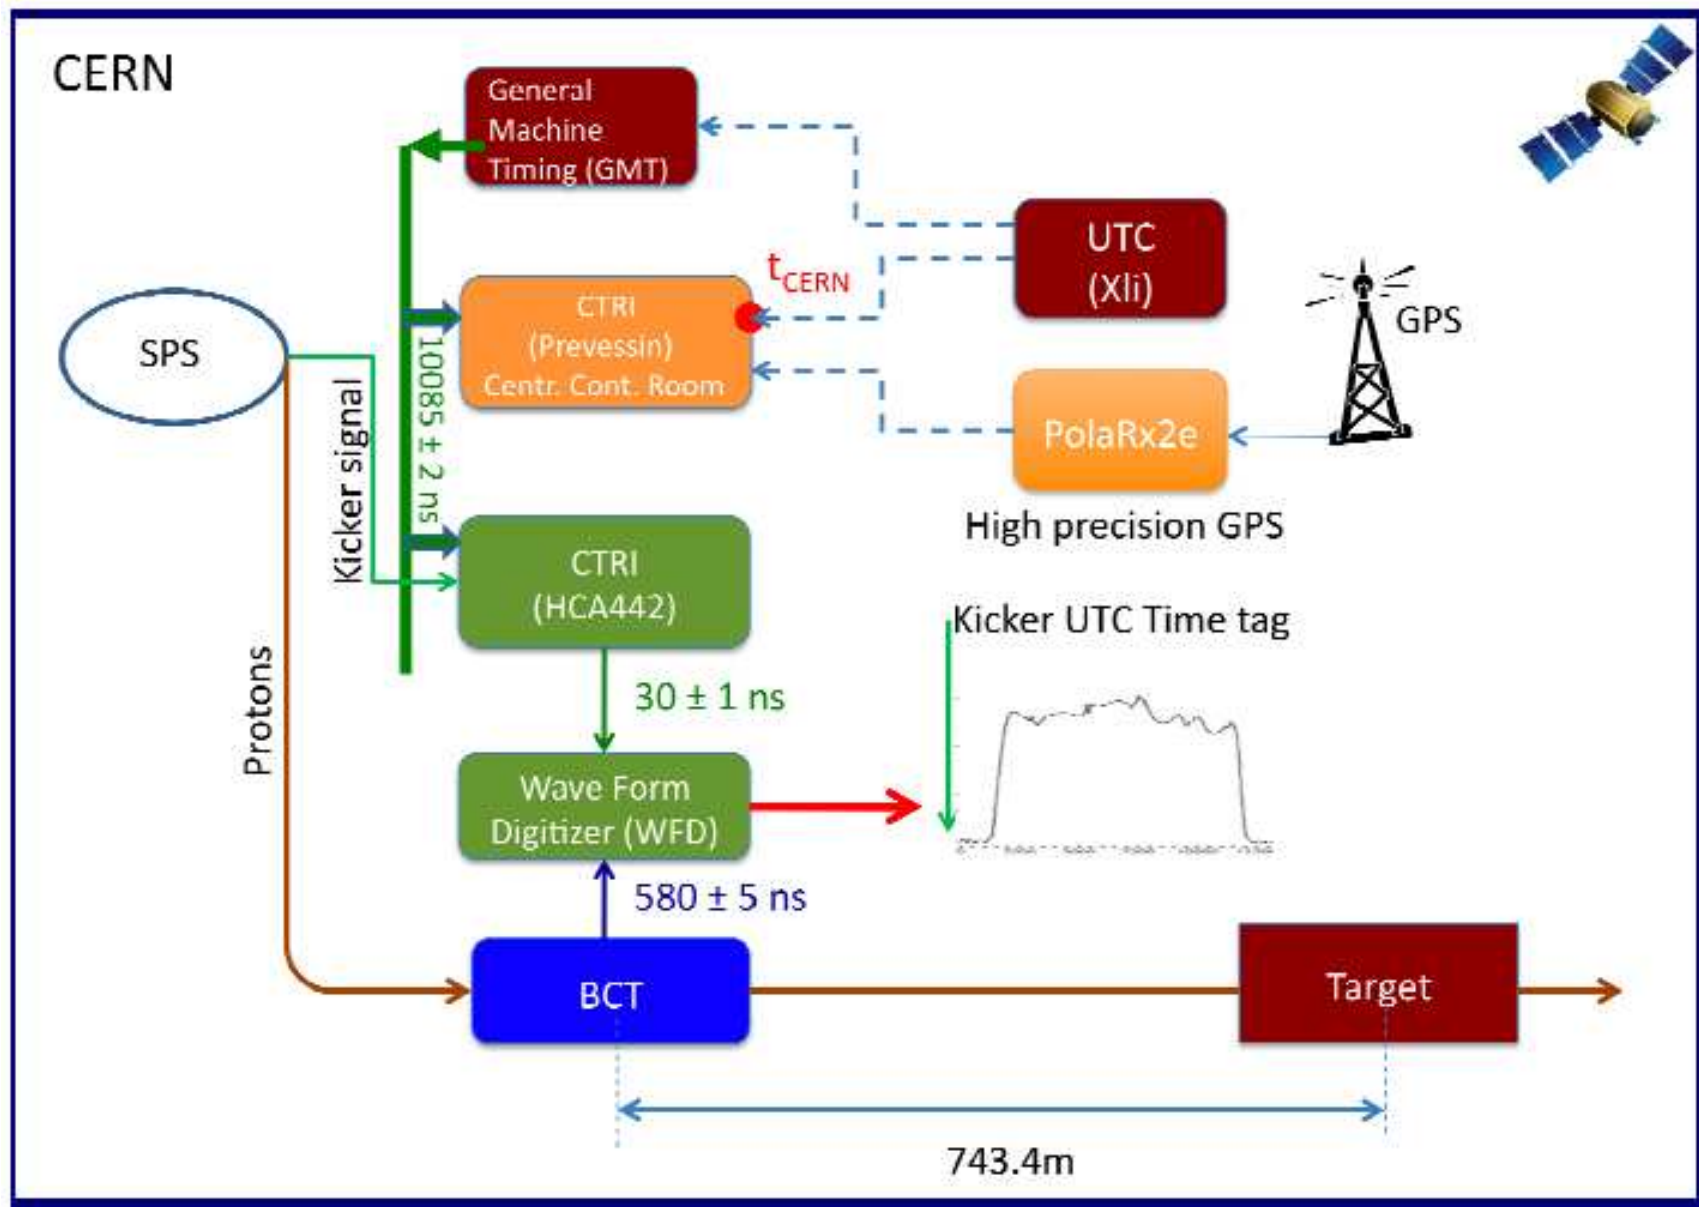 CERN
General
Machine
Timing (GMT)
UTC
(Xli)
t_CERN
GPS
SPS
CTRI
(Prevessin)
Centr. Cont. Room
PolaRx2e
High precision GPS
Kicker signal
10085 ± 2 ns
CTRI
(HCA442)
Kicker UTC Time tag
Protons
30 ± 1 ns
Wave Form
Digitizer (WFD)
580 ± 5 ns
BCT
Target
743.4m